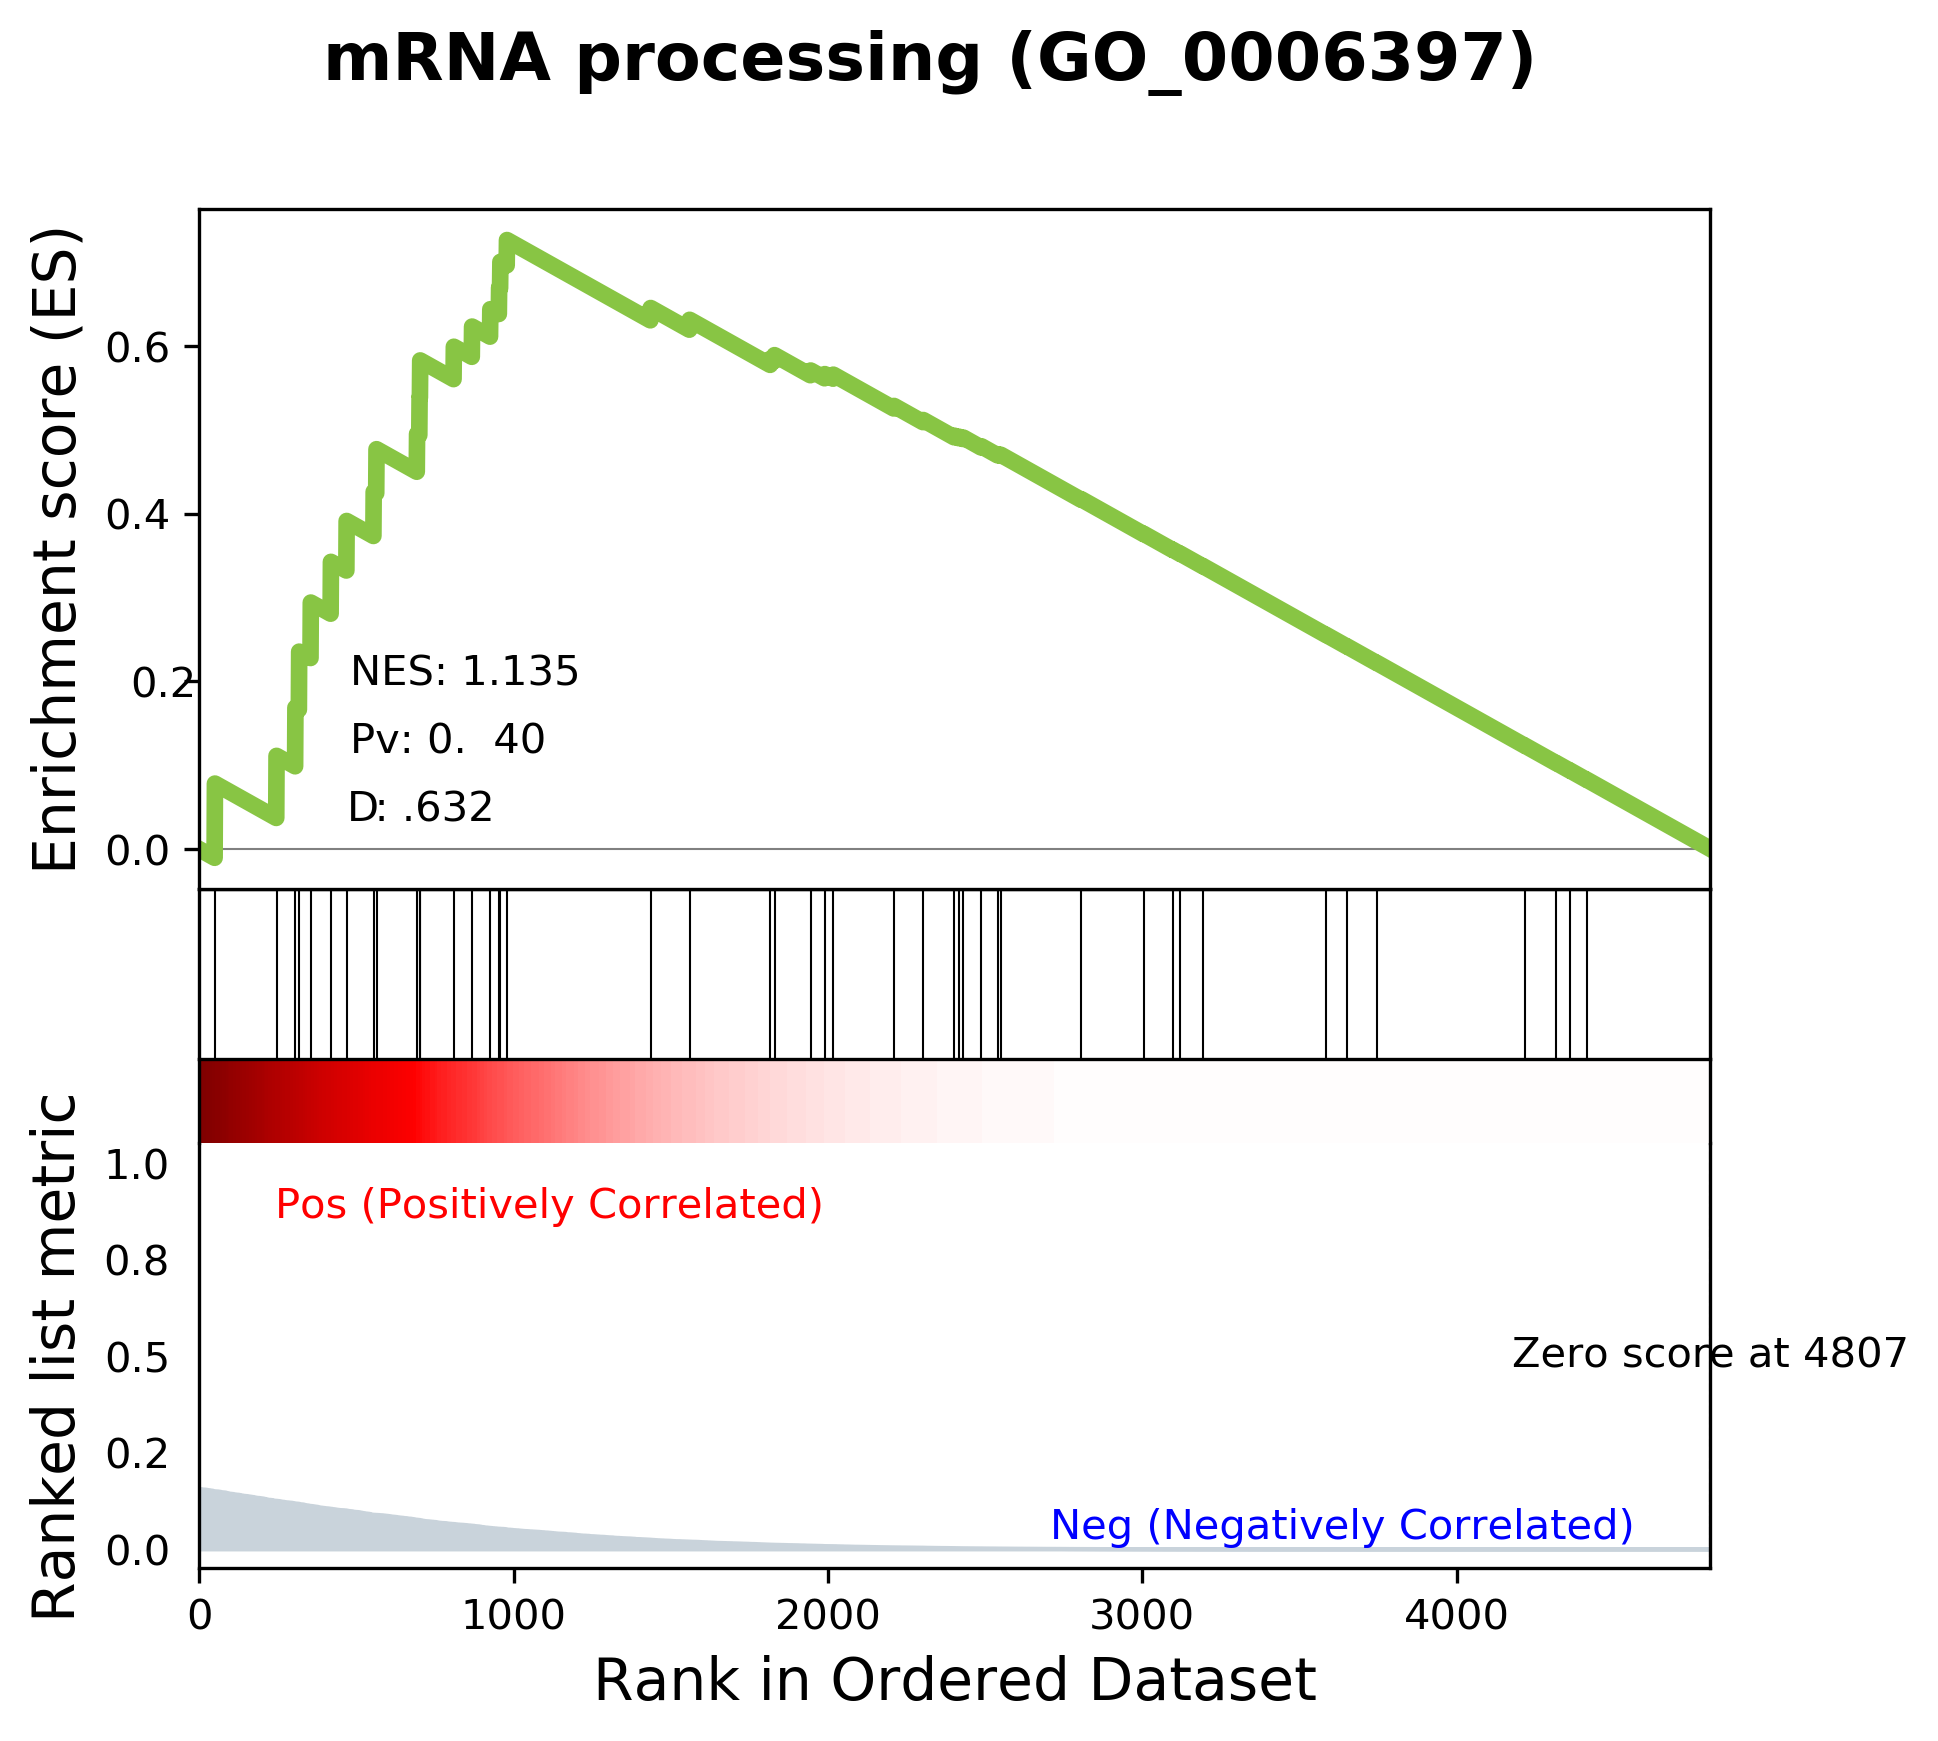 mRNA processing (GO_0006397)
Enrichment score (ES)
0.6
0.4
0.2
0.0
NES: 1.135
Pv: 0. 40
D: .632
Ranked list metric
1.0
0.8
0.5
0.2
0.0
Pos (Positively Correlated)
Zero score at 4807
Neg (Negatively Correlated)
0 1000 2000 3000 4000
Rank in Ordered Dataset